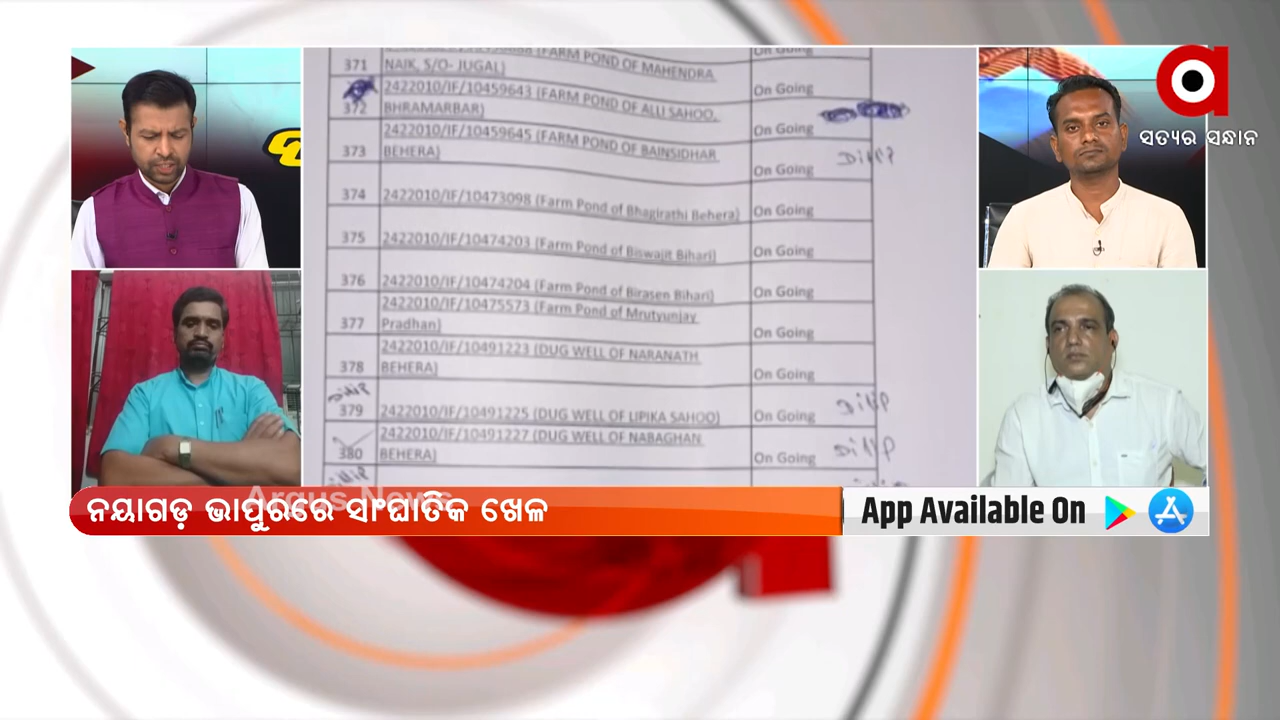 371
NAIK, S/O- JUGAL)
(FARM POND OF MAHENDRA
On Going
372
2422010/IF/10459643 (FARM POND OF ALLI SAHOO,
BHRAMARBAR)
On Going
373
2422010/IF/10459645 (FARM POND OF BAINSIDHAR
BEHERA)
On Going
Dillip
374
2422010/IF/10473098 (Farm Pond of Bhagirathi Behera)
On Going
375
2422010/IF/10474203 (Farm Pond of Biswajit Bihari)
On Going
376
2422010/IF/10474204 (Farm Pond of Birasen Bihari)
On Going
377
2422010/IF/10475573 (Farm Pond of Mrutyunjay
Pradhan)
On Going
378
2422010/IF/10491223 (DUG WELL OF NARANATH
BEHERA)
On Going
379
2422010/IF/10491225 (DUG WELL OF LIPIKA SAHOO)
On Going
Dillip
380
2422010/IF/10491227 (DUG WELL OF NABAGHAN
BEHERA)
On Going
Dillip
ସତ୍ୟର ସନ୍ଧାନ
Argus News
ନୟାଗଡ଼ ଭାପୁରରେ ସାଂଘାତିକ ଖେଳ
App Available On